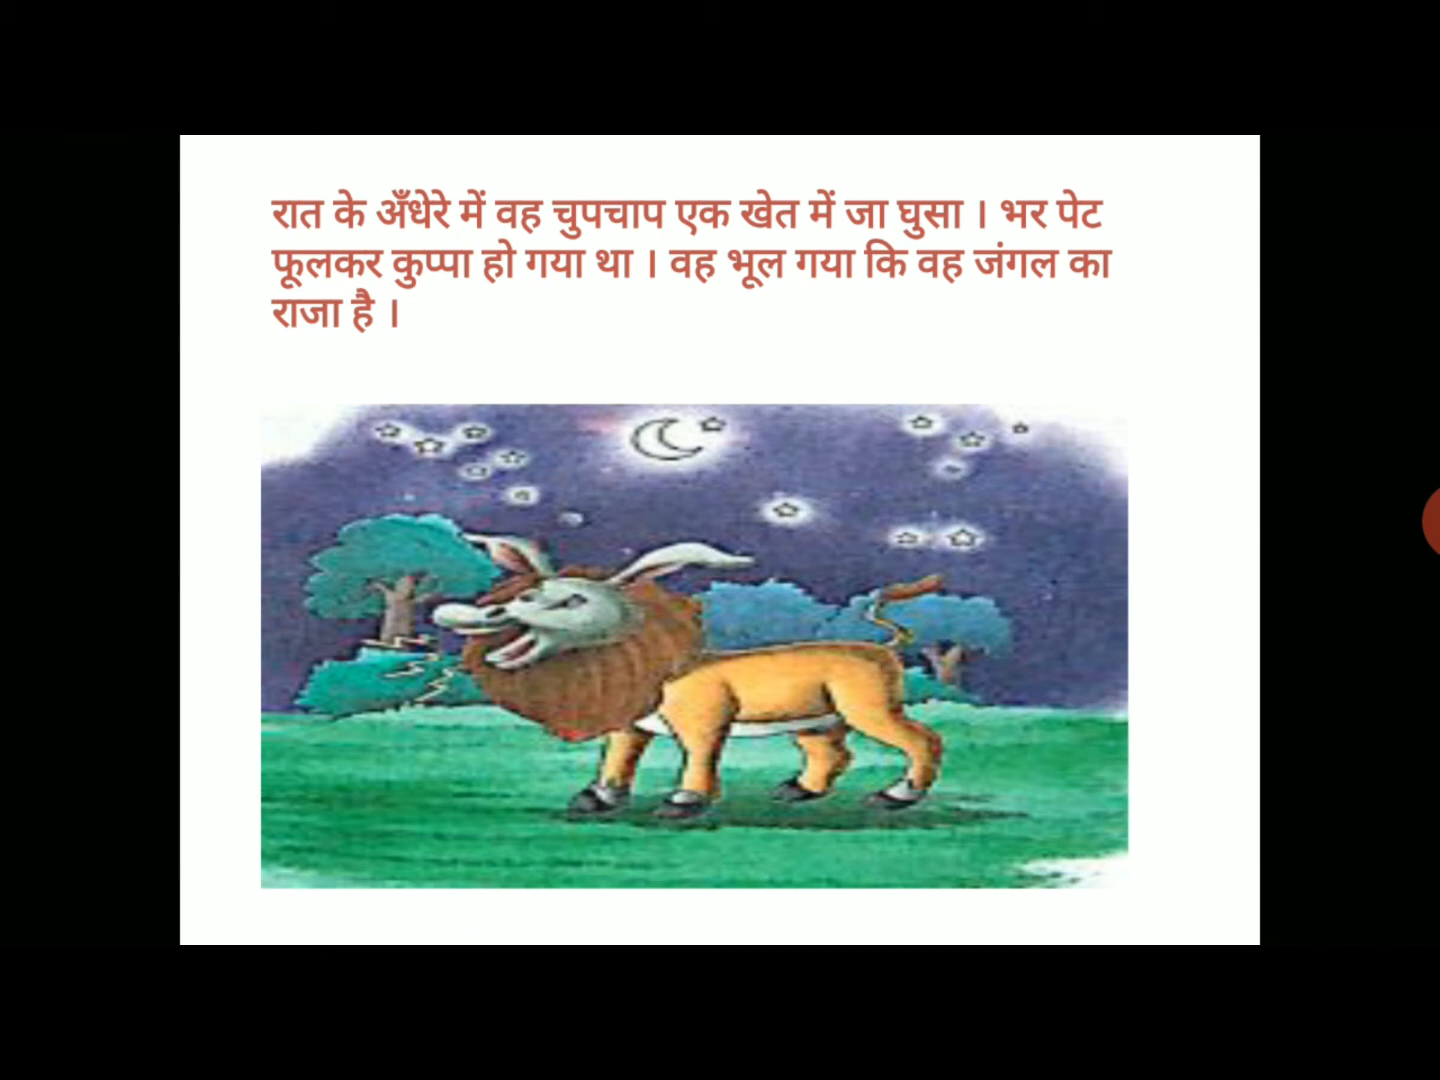 रात के अँधेरे में वह चुपचाप एक खेत में जा घुसा । भर पेट
फूलकर कुप्पा हो गया था । वह भूल गया कि वह जंगल का
राजा है ।